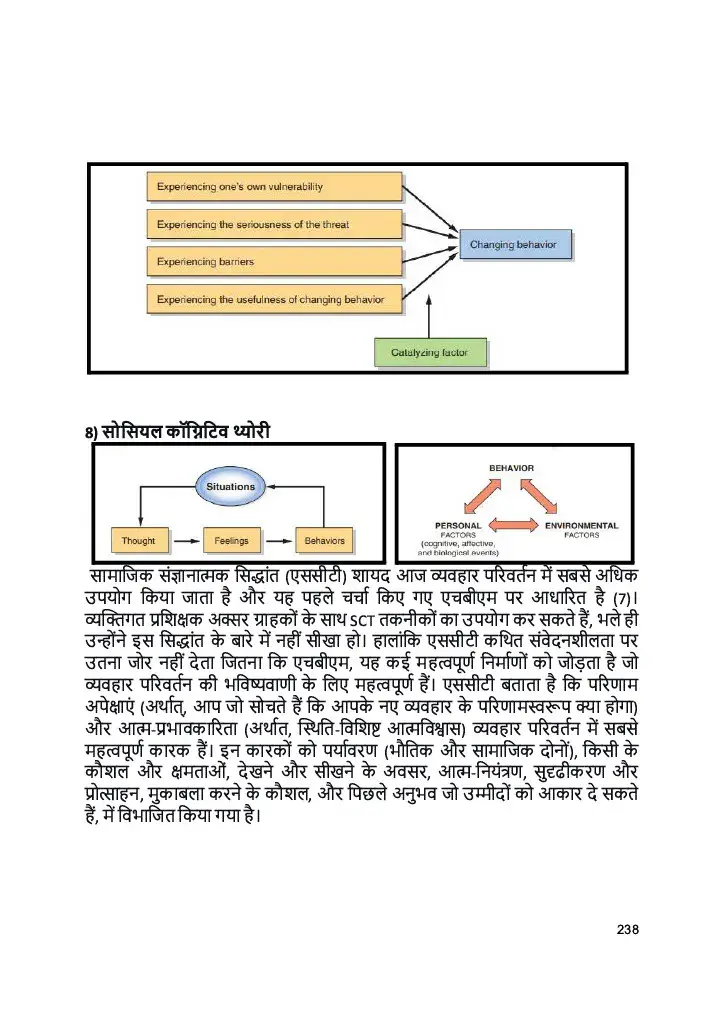 Experiencing one's own vulnerability
Experiencing the seriousness of the threat
Changing behavior
Experiencing barriers
Experiencing the usefulness of changing behavior
Catalyzing factor
8) सोसियल कॉग्निटिव थ्योरी
Situations
Thought
Feelings
Behaviors
BEHAVIOR
PERSONAL
FACTORS
(cognitive, affective,
and biological events)
ENVIRONMENTAL
FACTORS
सामाजिक संज्ञानात्मक सिद्धांत (एससीटी) शायद आज व्यवहार परिवर्तन में सबसे अधिक
उपयोग किया जाता है और यह पहले चर्चा किए गए एचबीएम पर आधारित है (7)।
व्यक्तिगत प्रशिक्षक अक्सर ग्राहकों के साथ SCT तकनीकों का उपयोग कर सकते हैं, भले ही
उन्होंने इस सिद्धांत के बारे में नहीं सीखा हो। हालांकि एससीटी कथित संवेदनशीलता पर
उतना जोर नहीं देता जितना कि एचबीएम, यह कई महत्वपूर्ण निर्माणों को जोड़ता है जो
व्यवहार परिवर्तन की भविष्यवाणी के लिए महत्वपूर्ण हैं। एससीटी बताता है कि परिणाम
अपेक्षाएं (अर्थात्, आप जो सोचते हैं कि आपके नए व्यवहार के परिणामस्वरूप क्या होगा)
और आत्म-प्रभावकारिता (अर्थात, स्थिति-विशिष्ट आत्मविश्वास) व्यवहार परिवर्तन में सबसे
महत्वपूर्ण कारक हैं। इन कारकों को पर्यावरण (भौतिक और सामाजिक दोनों), किसी के
कौशल और क्षमताओं, देखने और सीखने के अवसर, आत्म-नियंत्रण, सुदृढीकरण और
प्रोत्साहन, मुकाबला करने के कौशल, और पिछले अनुभव जो उम्मीदों को आकार दे सकते
हैं, में विभाजित किया गया है।
238